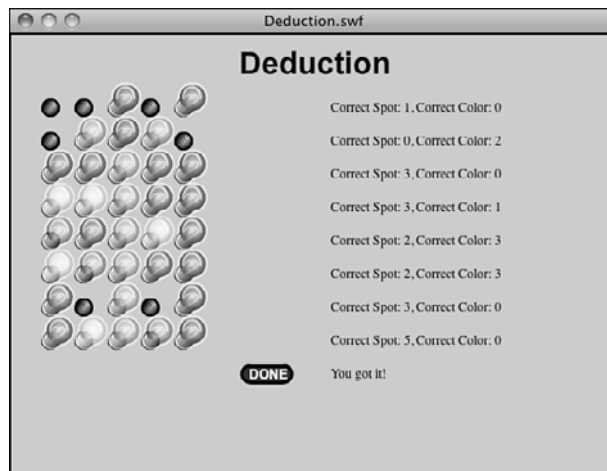 Deduction.swf
Deduction
Correct Spot: 1, Correct Color: 0
Correct Spot: 0, Correct Color: 2
Correct Spot: 3, Correct Color: 0
Correct Spot: 3, Correct Color: 1
Correct Spot: 2, Correct Color: 3
Correct Spot: 2, Correct Color: 3
Correct Spot: 3, Correct Color: 0
Correct Spot: 5, Correct Color: 0
DONE You got it!